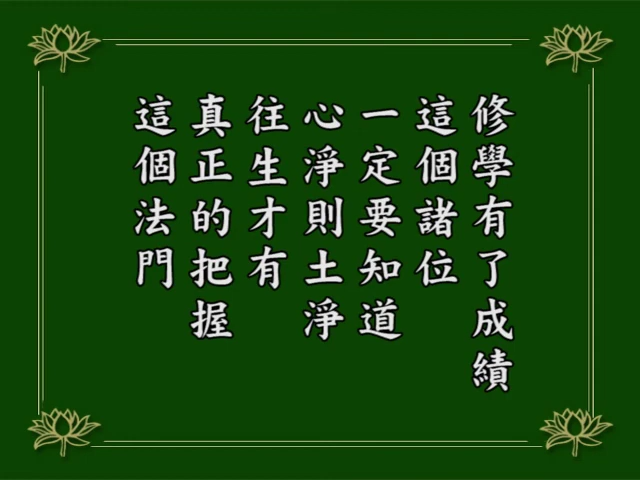 修學有了成績
這個諸位
一定要知道
心淨則土淨
往生才有
真正的把握
這個法門